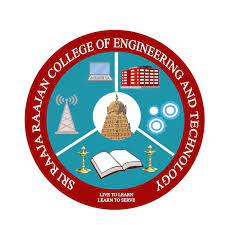 SRI RAAJA RAAJAN COLLEGE OF ENGINEERING AND TECHNOLOGY
LIVE TO LEARN
LEARN TO SERVE